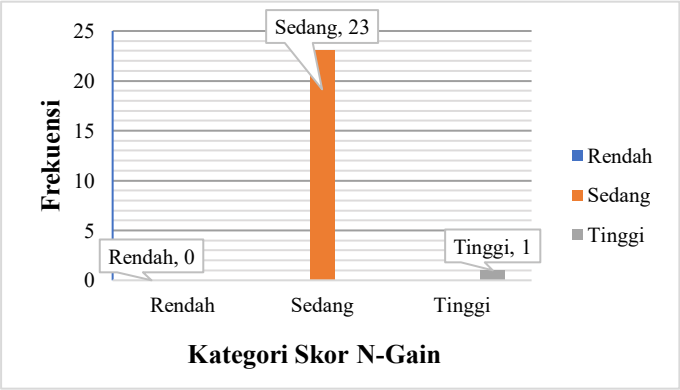 Sedang, 23
25
20
15
10
5
0
Frekuensi
Rendah, 0
Tinggi, 1
Rendah
Sedang
Tinggi
Kategori Skor N-Gain
Rendah
Sedang
Tinggi